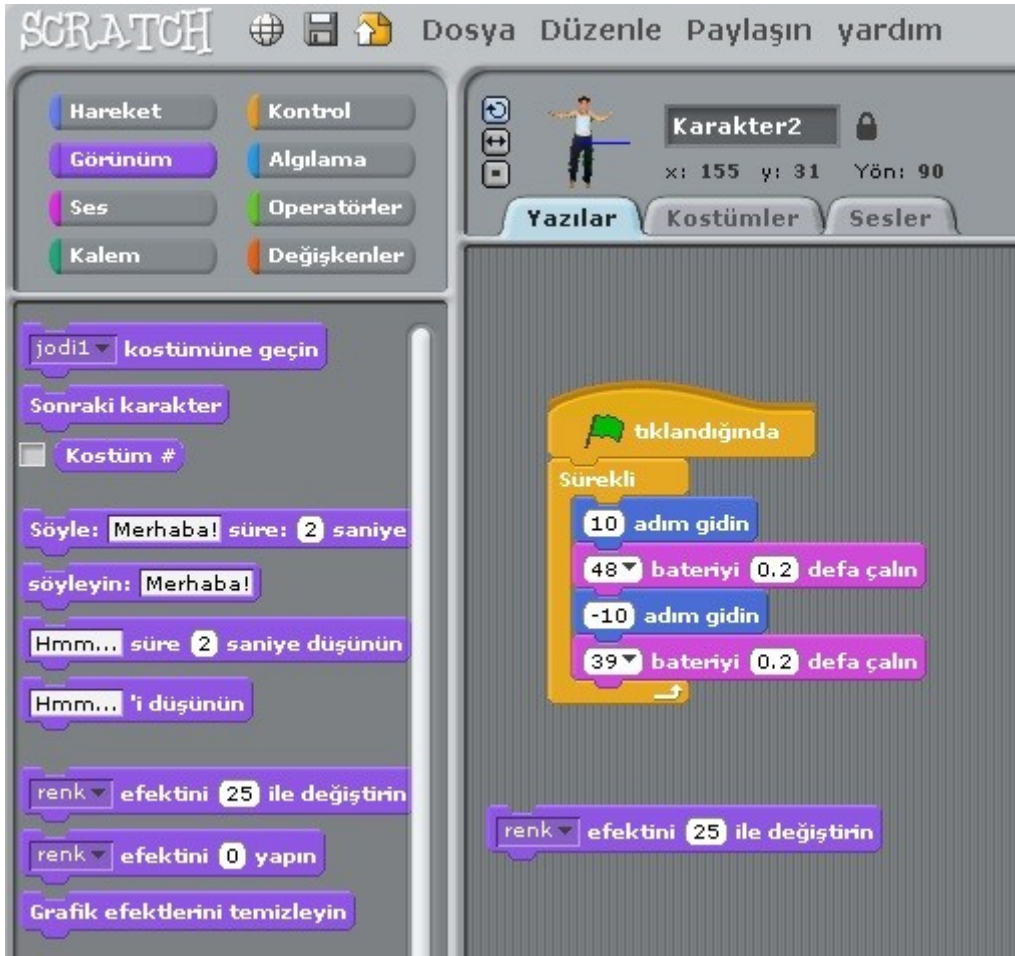 SCRATCH Dosya Düzenle Paylaşın yardım
Hareket Kontrol
Görünüm Algılama
Ses Operatörler
Kalem Değişkenler
Karakter2
x: 155 y: 31 Yön: 90
Yazılar Kostümler Sesler
jodi1 kostümüne geçin
Sonraki karakter
Kostüm #
Söyle: Merhaba! süre: 2 saniye
söyleyin: Merhaba!
Hmm... süre 2 saniye düşünün
Hmm... 'i düşünün
renk efektini 25 ile değiştirin
renk efektini 0 yapın
Grafik efektlerini temizleyin
tıklandığında
Sürekli
10 adım gidin
48 bateriyi 0.2 defa çalın
-10 adım gidin
39 bateriyi 0.2 defa çalın
renk efektini 25 ile değiştirin